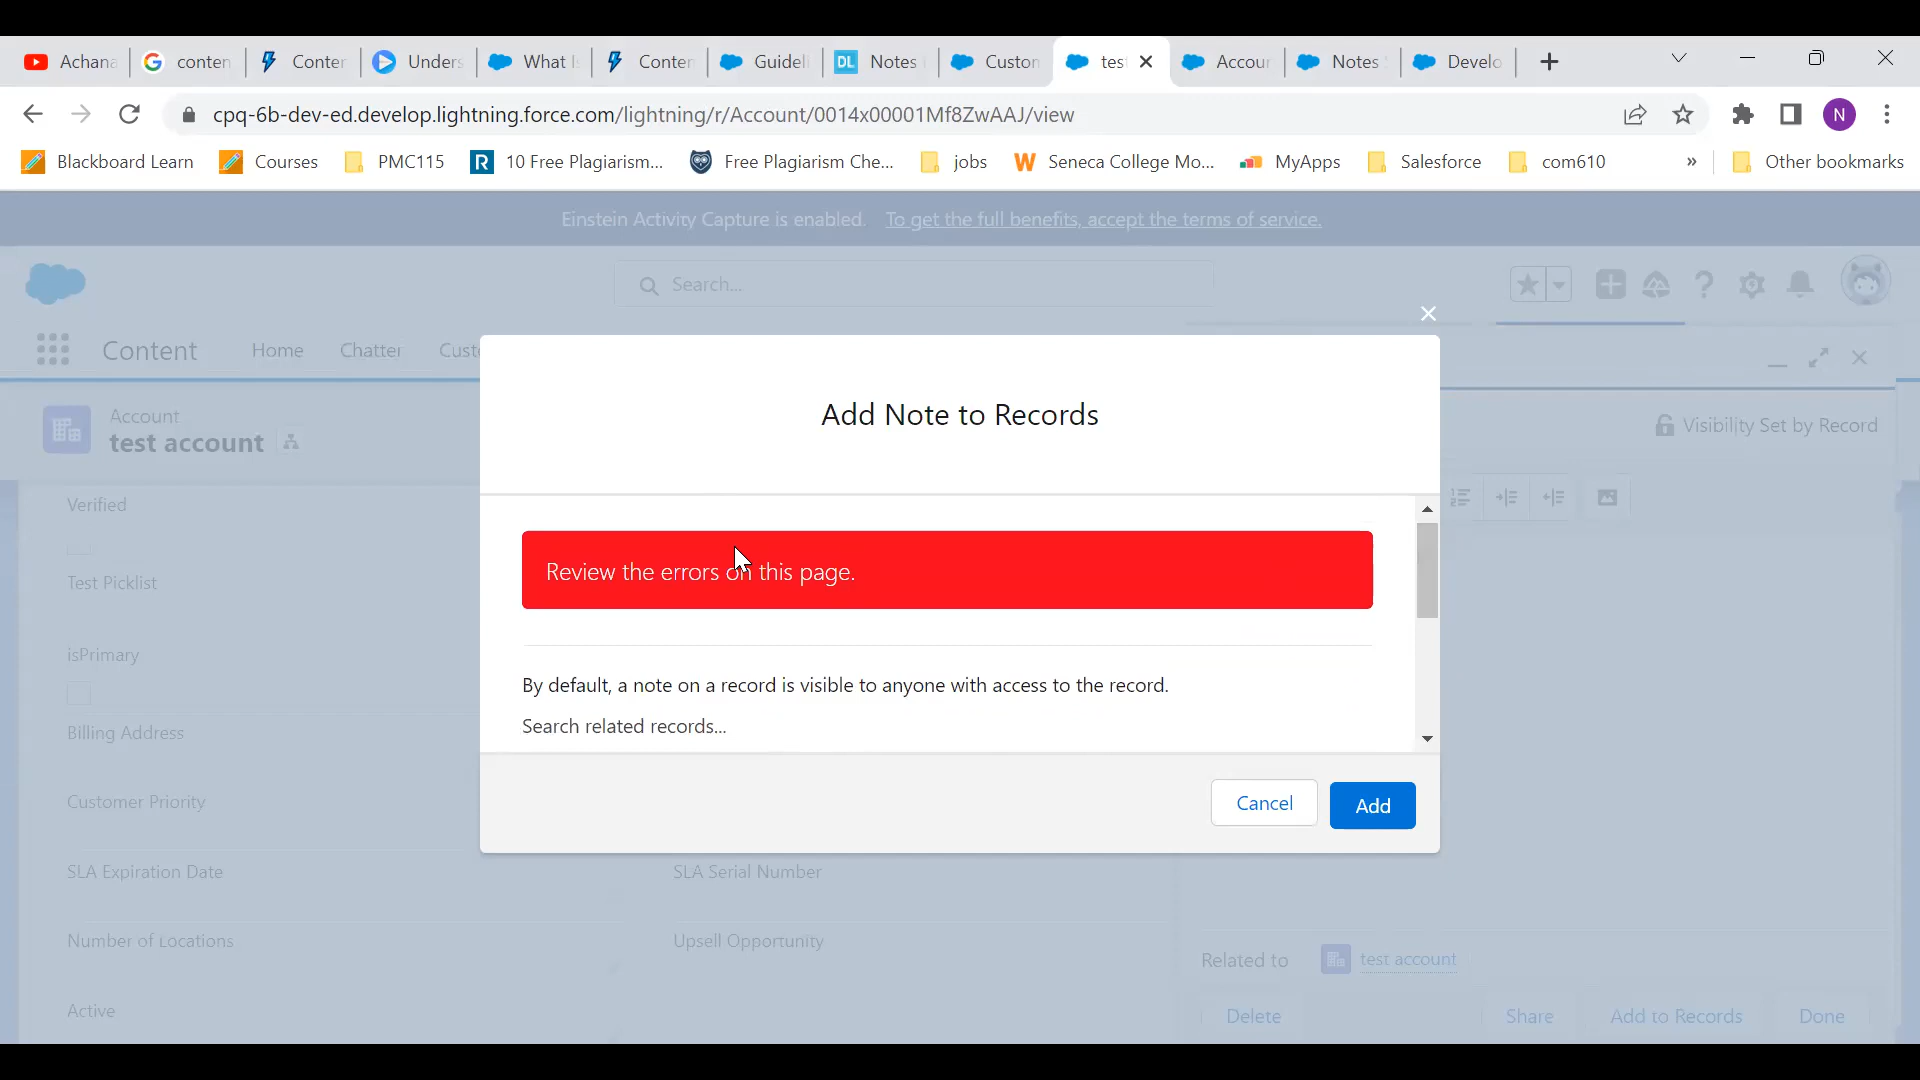 Achana
conten
Conter
Unders
What I
Conten
Guideli
DL Notes
Custon
test
Accour
Notes
Develo
cpq-6b-dev-ed.develop.lightning.force.com/lightning/r/Account/0014x00001Mf8ZwAAJ/view
N
Blackboard Learn
Courses
PMC115
R 10 Free Plagiarism...
Free Plagiarism Che...
jobs
W Seneca College Mo...
MyApps
Salesforce
com610
»
Other bookmarks
Einstein Activity Capture is enabled. To get the full benefits, accept the terms of service.
Search...
Content
Home
Chatter
Custo
Account
test account
Visibility Set by Record
Add Note to Records
Verified
Test Picklist
isPrimary
Billing Address
Customer Priority
Review the errors on this page.
By default, a note on a record is visible to anyone with access to the record.
Search related records...
Cancel
Add
SLA Expiration Date
SLA Serial Number
Number of Locations
Upsell Opportunity
Related to test account
Active
Delete
Share
Add to Records
Done